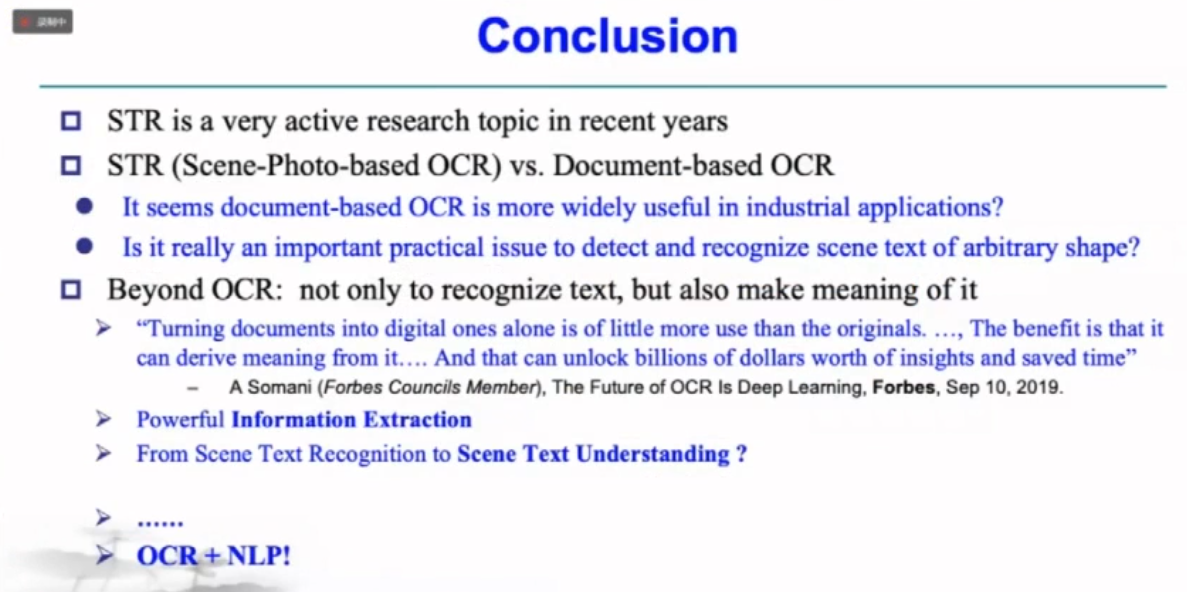 录制中
Conclusion
STR is a very active research topic in recent years
STR (Scene-Photo-based OCR) vs. Document-based OCR
It seems document-based OCR is more widely useful in industrial applications?
Is it really an important practical issue to detect and recognize scene text of arbitrary shape?
Beyond OCR: not only to recognize text, but also make meaning of it
“Turning documents into digital ones alone is of little more use than the originals. …, The benefit is that it
can derive meaning from it…. And that can unlock billions of dollars worth of insights and saved time”
– A Somani (Forbes Councils Member), The Future of OCR Is Deep Learning, Forbes, Sep 10, 2019.
Powerful Information Extraction
From Scene Text Recognition to Scene Text Understanding ?
……
OCR + NLP!